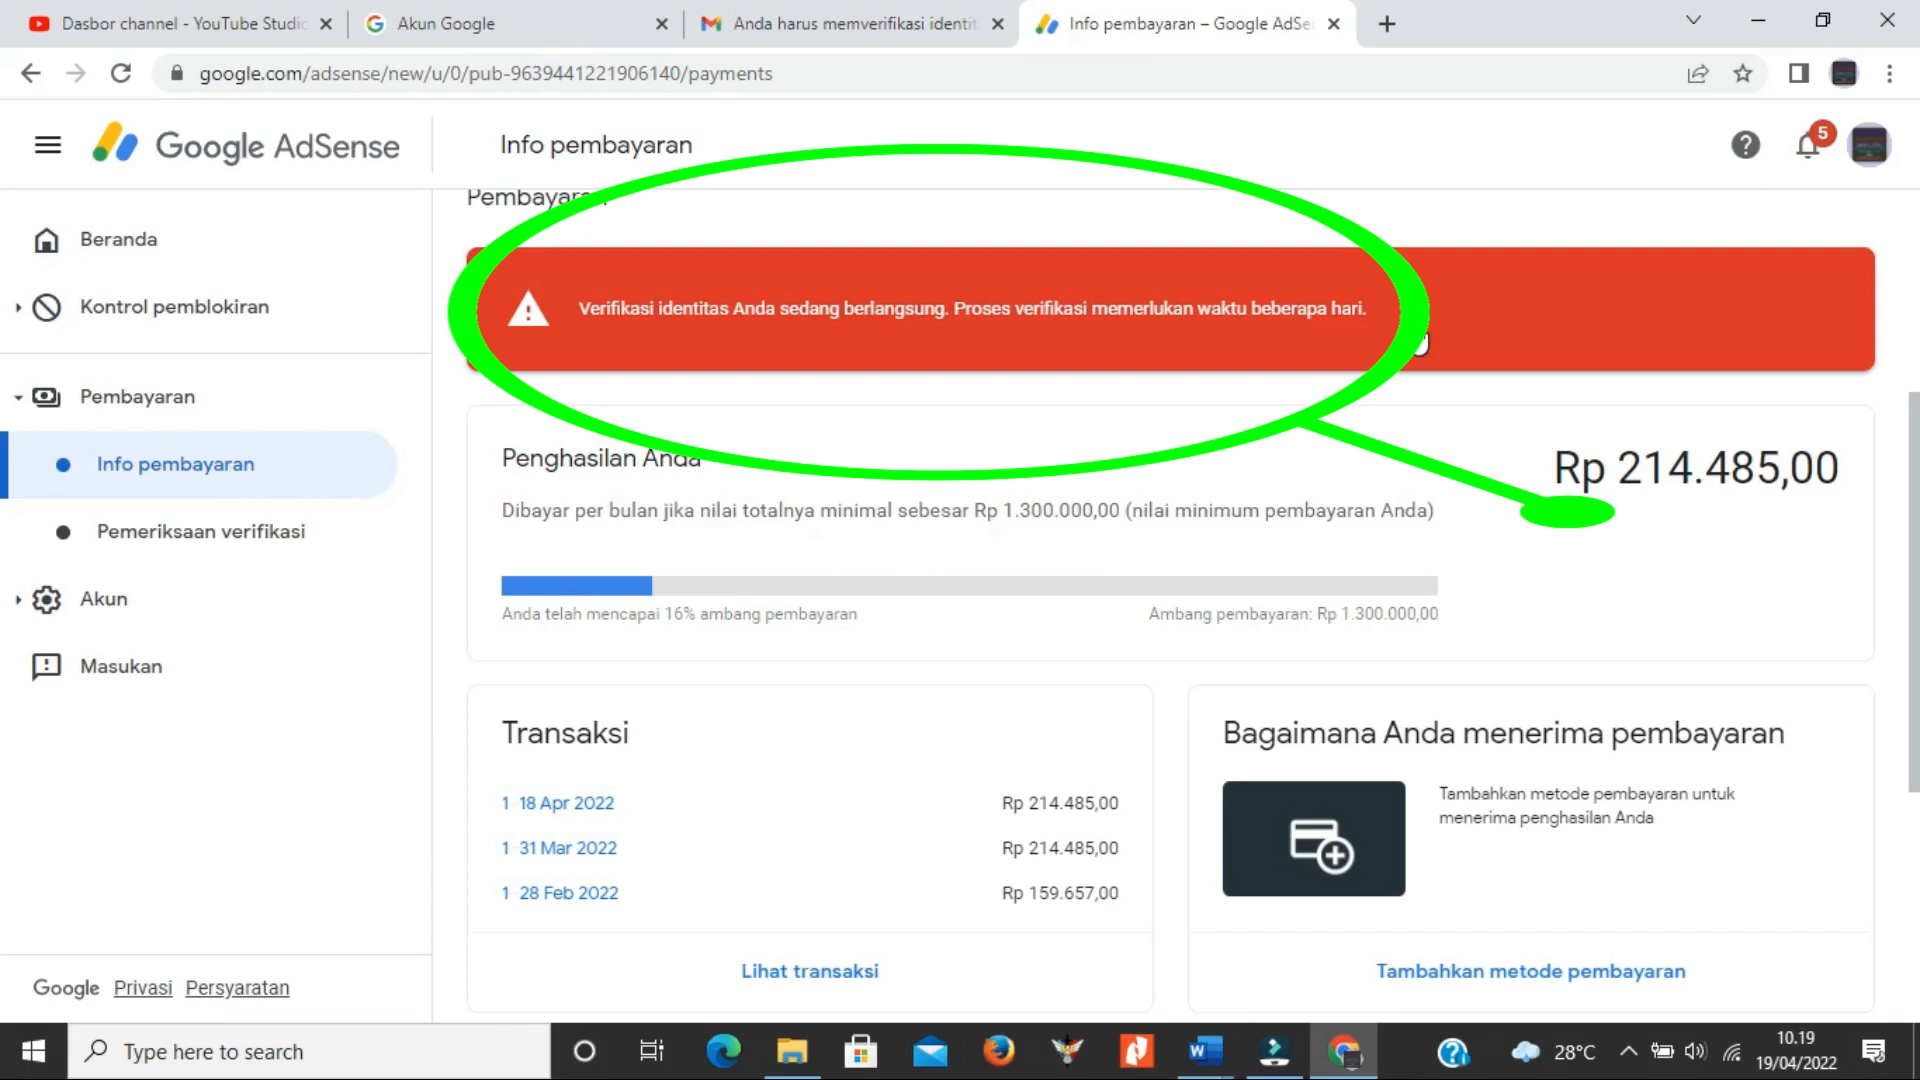 Dasbor channel - YouTube Studio
Akun Google
Anda harus memverifikasi identit
Info pembayaran – Google AdSe
google.com/adsense/new/u/0/pub-9639441221906140/payments
Google AdSense
Info pembayaran
5
Pembayaran
Beranda
Kontrol pemblokiran
Pembayaran
Info pembayaran
Pemeriksaan verifikasi
Akun
Masukan
Verifikasi identitas Anda sedang berlangsung. Proses verifikasi memerlukan waktu beberapa hari.
Penghasilan Anda
Rp 214.485,00
Dibayar per bulan jika nilai totalnya minimal sebesar Rp 1.300.000,00 (nilai minimum pembayaran Anda)
Anda telah mencapai 16% ambang pembayaran
Ambang pembayaran: Rp 1.300.000,00
Transaksi
1 18 Apr 2022 Rp 214.485,00
1 31 Mar 2022 Rp 214.485,00
1 28 Feb 2022 Rp 159.657,00
Lihat transaksi
Bagaimana Anda menerima pembayaran
Tambahkan metode pembayaran untuk
menerima penghasilan Anda
Tambahkan metode pembayaran
Google Privasi Persyaratan
Type here to search
28°C
10.19
19/04/2022